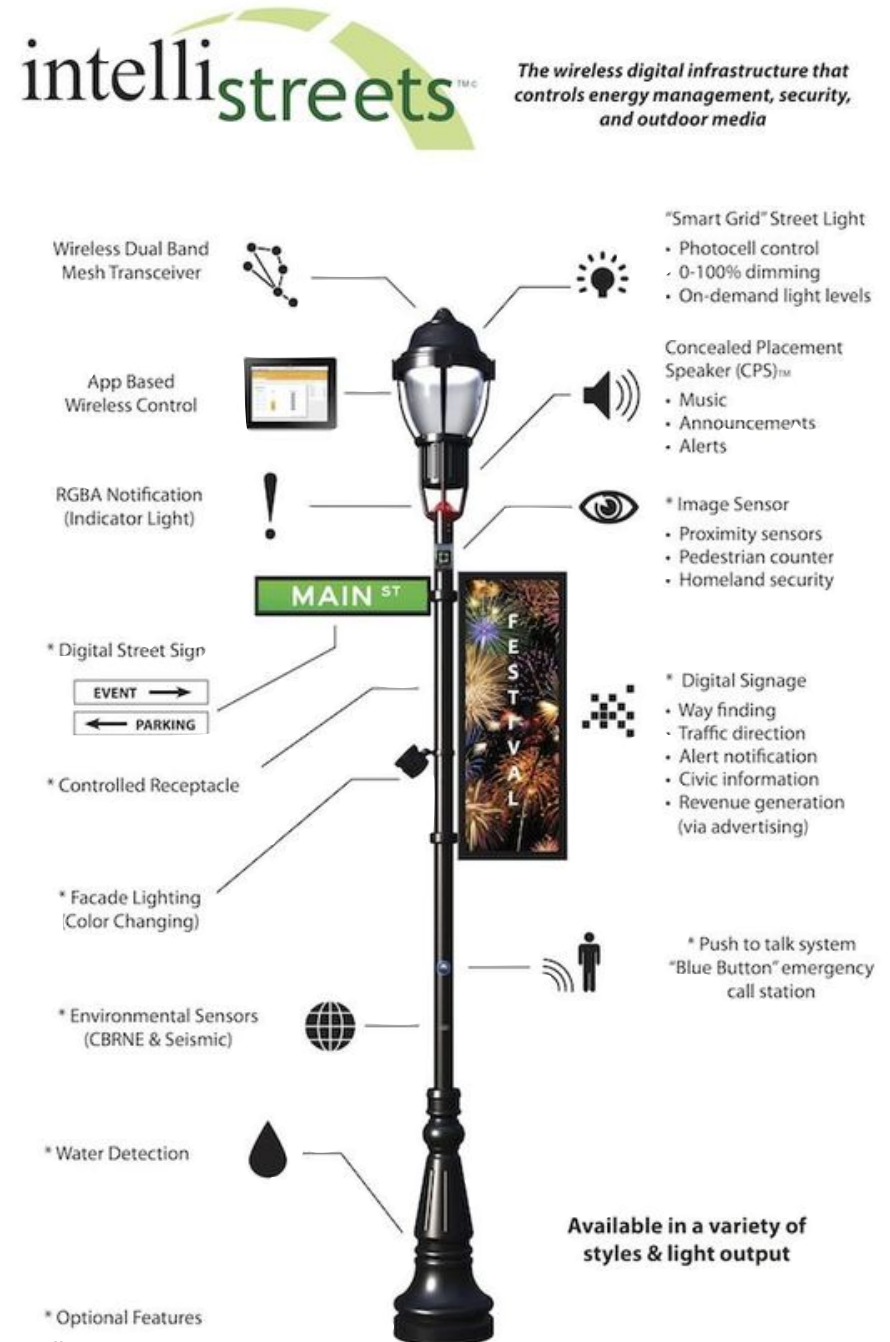 intellistreets™©
The wireless digital infrastructure that
controls energy management, security,
and outdoor media
Wireless Dual Band
Mesh Transceiver
"Smart Grid" Street Light
• Photocell control
• 0-100% dimming
• On-demand light levels
App Based
Wireless Control
Concealed Placement
Speaker (CPS)™
• Music
• Announcements
• Alerts
RGBA Notification
(Indicator Light)
* Image Sensor
• Proximity sensors
• Pedestrian counter
• Homeland security
MAIN ST
FESTIVAL
* Digital Street Sign
EVENT →
← PARKING
* Digital Signage
• Way finding
• Traffic direction
• Alert notification
• Civic information
• Revenue generation
(via advertising)
* Controlled Receptacle
* Facade Lighting
(Color Changing)
* Push to talk system
"Blue Button" emergency
call station
* Environmental Sensors
(CBRNE & Seismic)
* Water Detection
Available in a variety of
styles & light output
* Optional Features